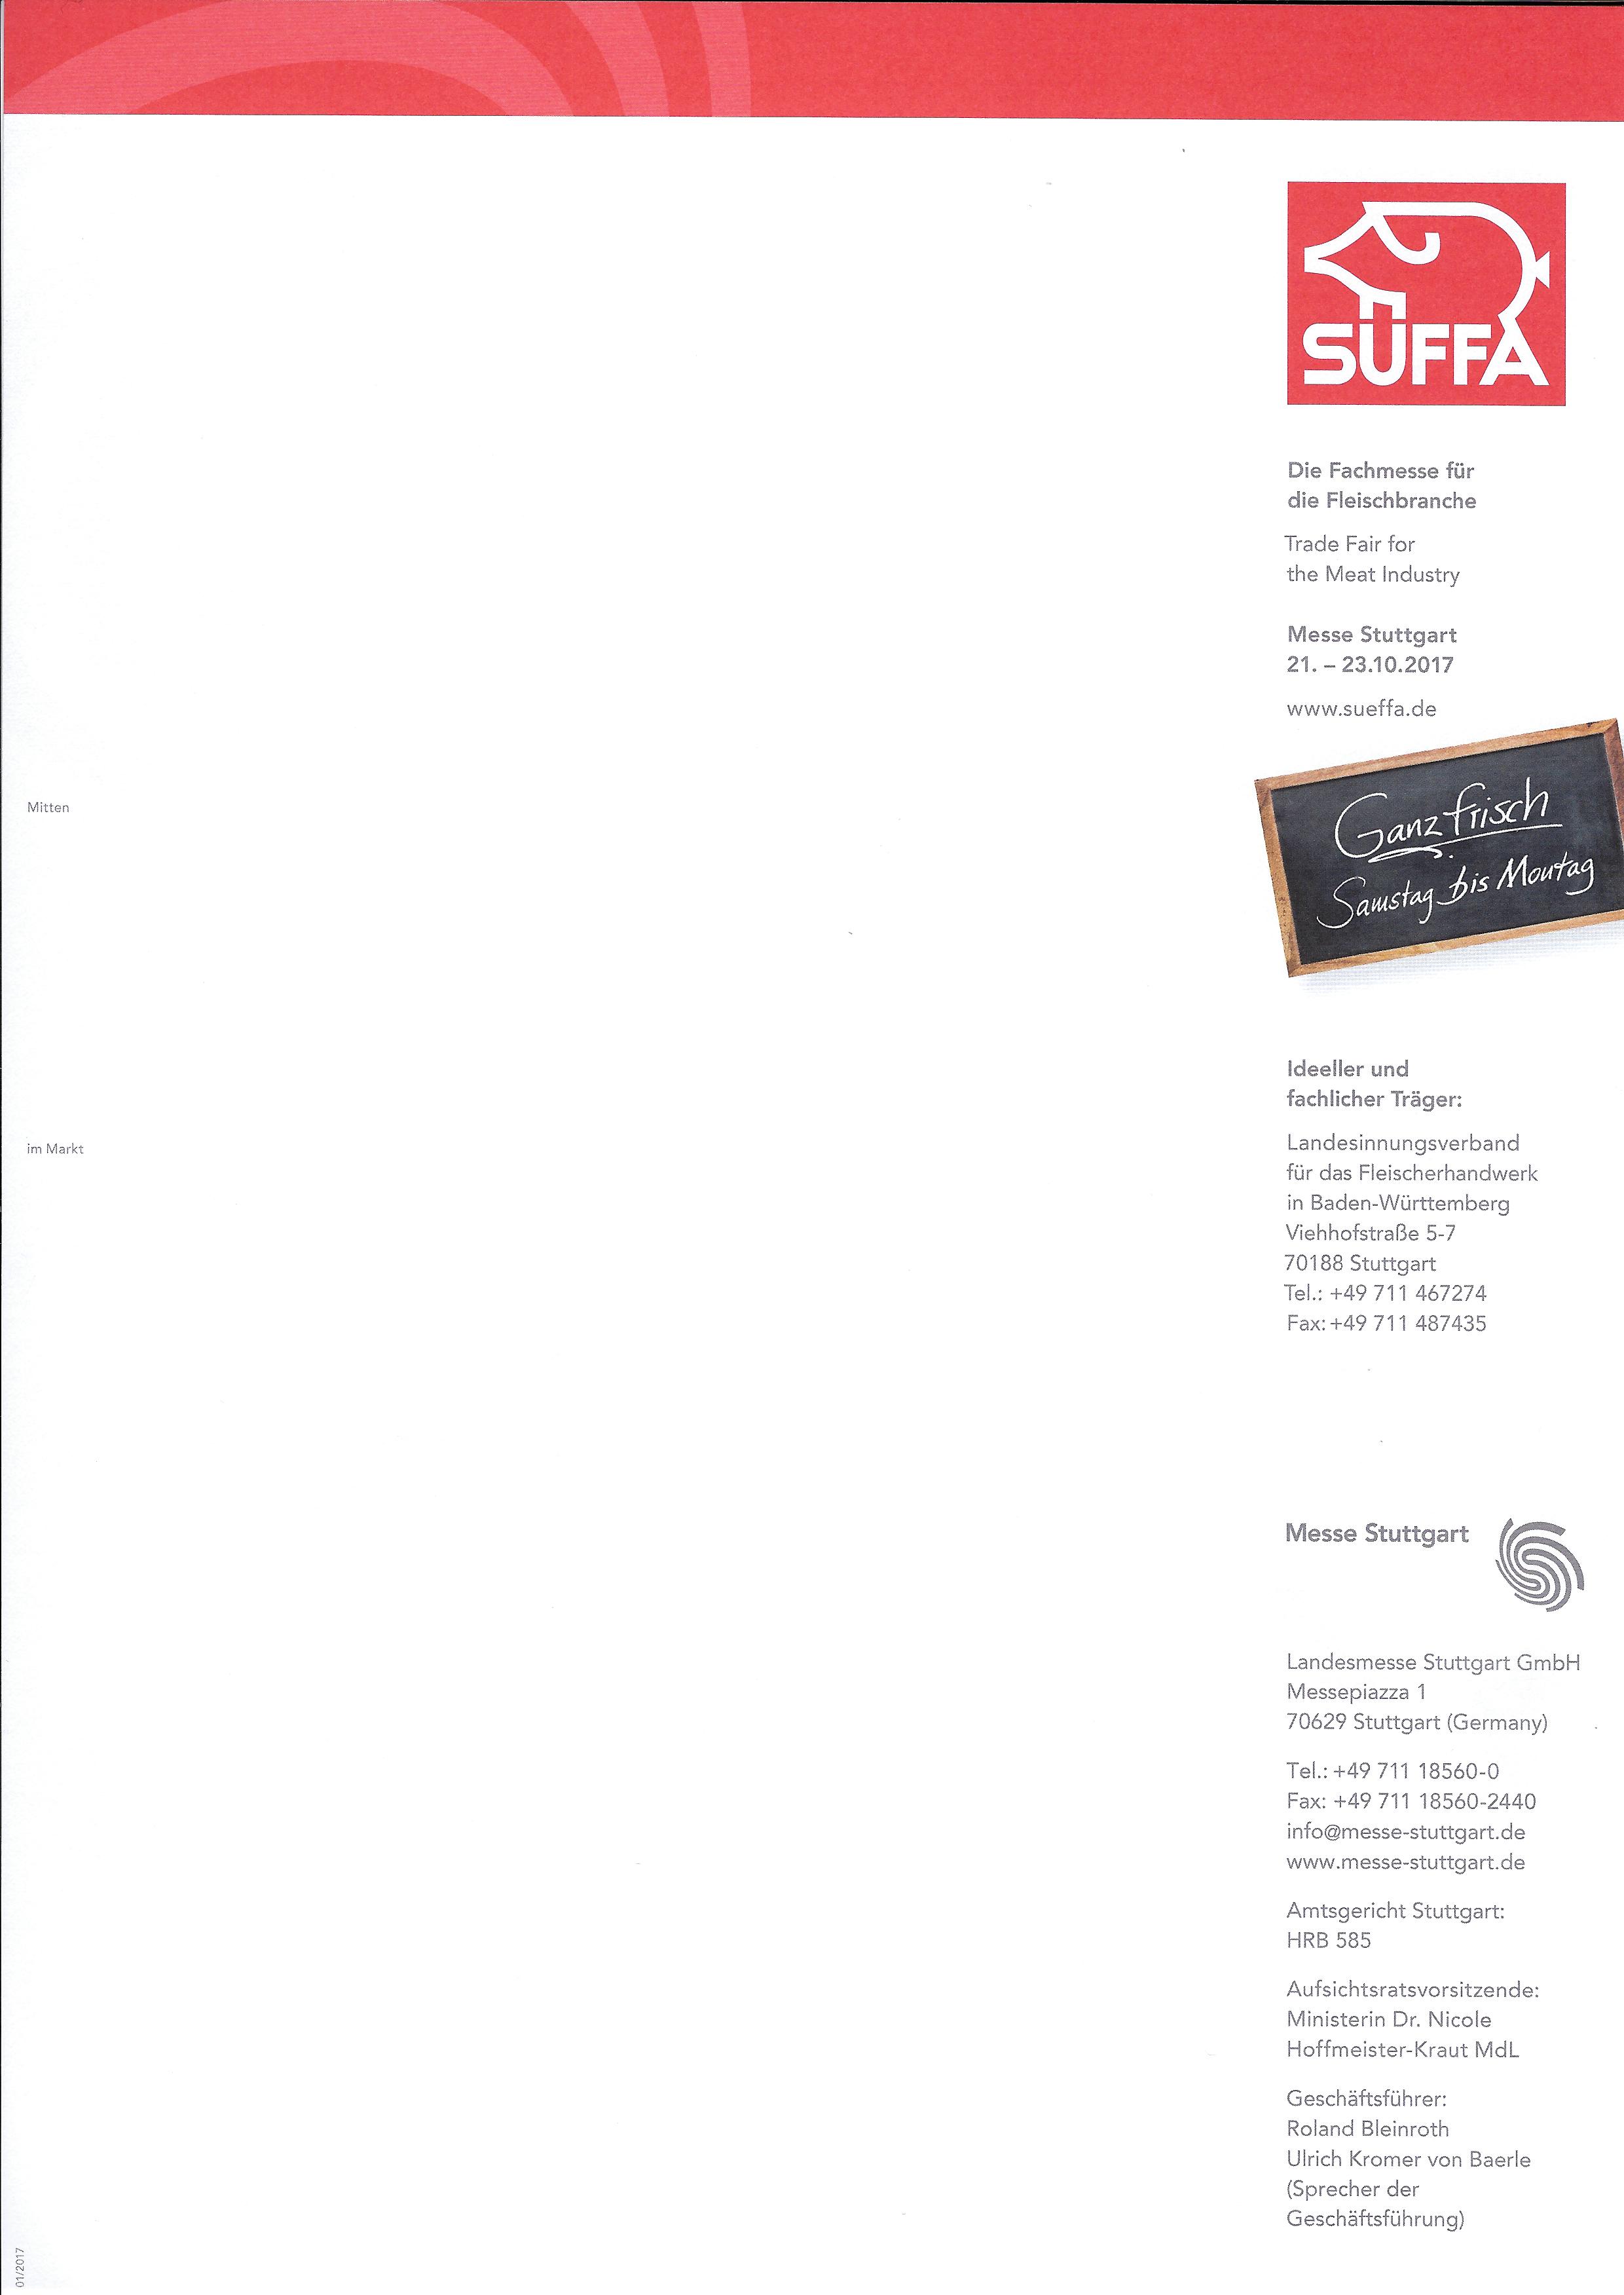 SÜFFA
Die Fachmesse für
die Fleischbranche
Trade Fair for
the Meat Industry
Messe Stuttgart
21. – 23.10.2017
www.sueffa.de
Ganz frisch
Samstag bis Montag
Mitten
im Markt
Ideeller und
fachlicher Träger:
Landesinnungsverband
für das Fleischerhandwerk
in Baden-Württemberg
Viehhofstraße 5-7
70188 Stuttgart
Tel.: +49 711 467274
Fax: +49 711 487435
Messe Stuttgart
Landesmesse Stuttgart GmbH
Messepiazza 1
70629 Stuttgart (Germany)
Tel.: +49 711 18560-0
Fax: +49 711 18560-2440
info@messe-stuttgart.de
www.messe-stuttgart.de
Amtsgericht Stuttgart:
HRB 585
Aufsichtsratsvorsitzende:
Ministerin Dr. Nicole
Hoffmeister-Kraut MdL
Geschäftsführer:
Roland Bleinroth
Ulrich Kromer von Baerle
(Sprecher der
Geschäftsführung)
01/2017